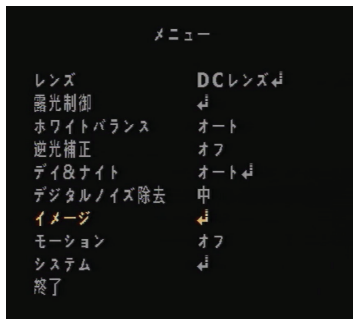 メニュー
レンズ DCレンズ↲
露光制御 ↲
ホワイトバランス オート
逆光補正 オフ
デイ&ナイト オート↲
デジタルノイズ除去 中
イメージ ↲
モーション オフ
システム ↲
終了